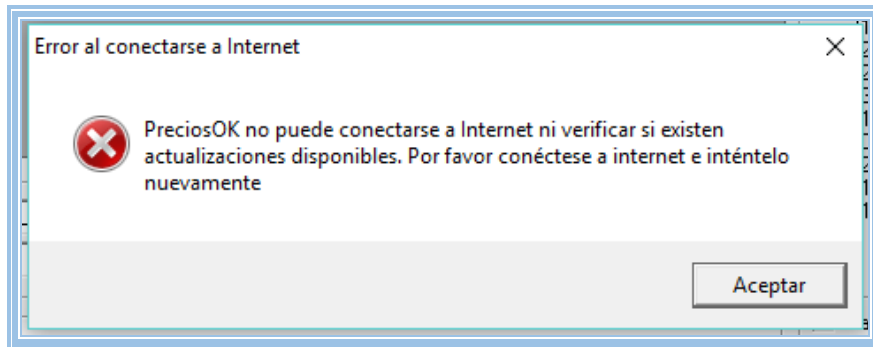 Error al conectarse a Internet
PreciosOK no puede conectarse a Internet ni verificar si existen
actualizaciones disponibles. Por favor conéctese a internet e inténtelo
nuevamente
Aceptar